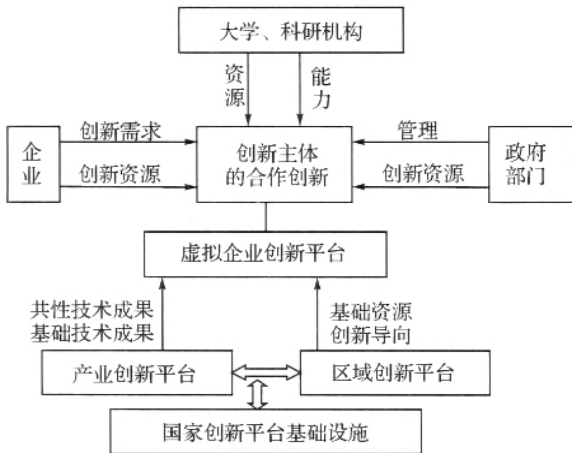 大学、科研机构
资源
能力
企业
创新需求
创新资源
创新主体
的合作创新
管理
创新资源
政府
部门
虚拟企业创新平台
共性技术成果
基础技术成果
基础资源
创新导向
产业创新平台
区域创新平台
国家创新平台基础设施